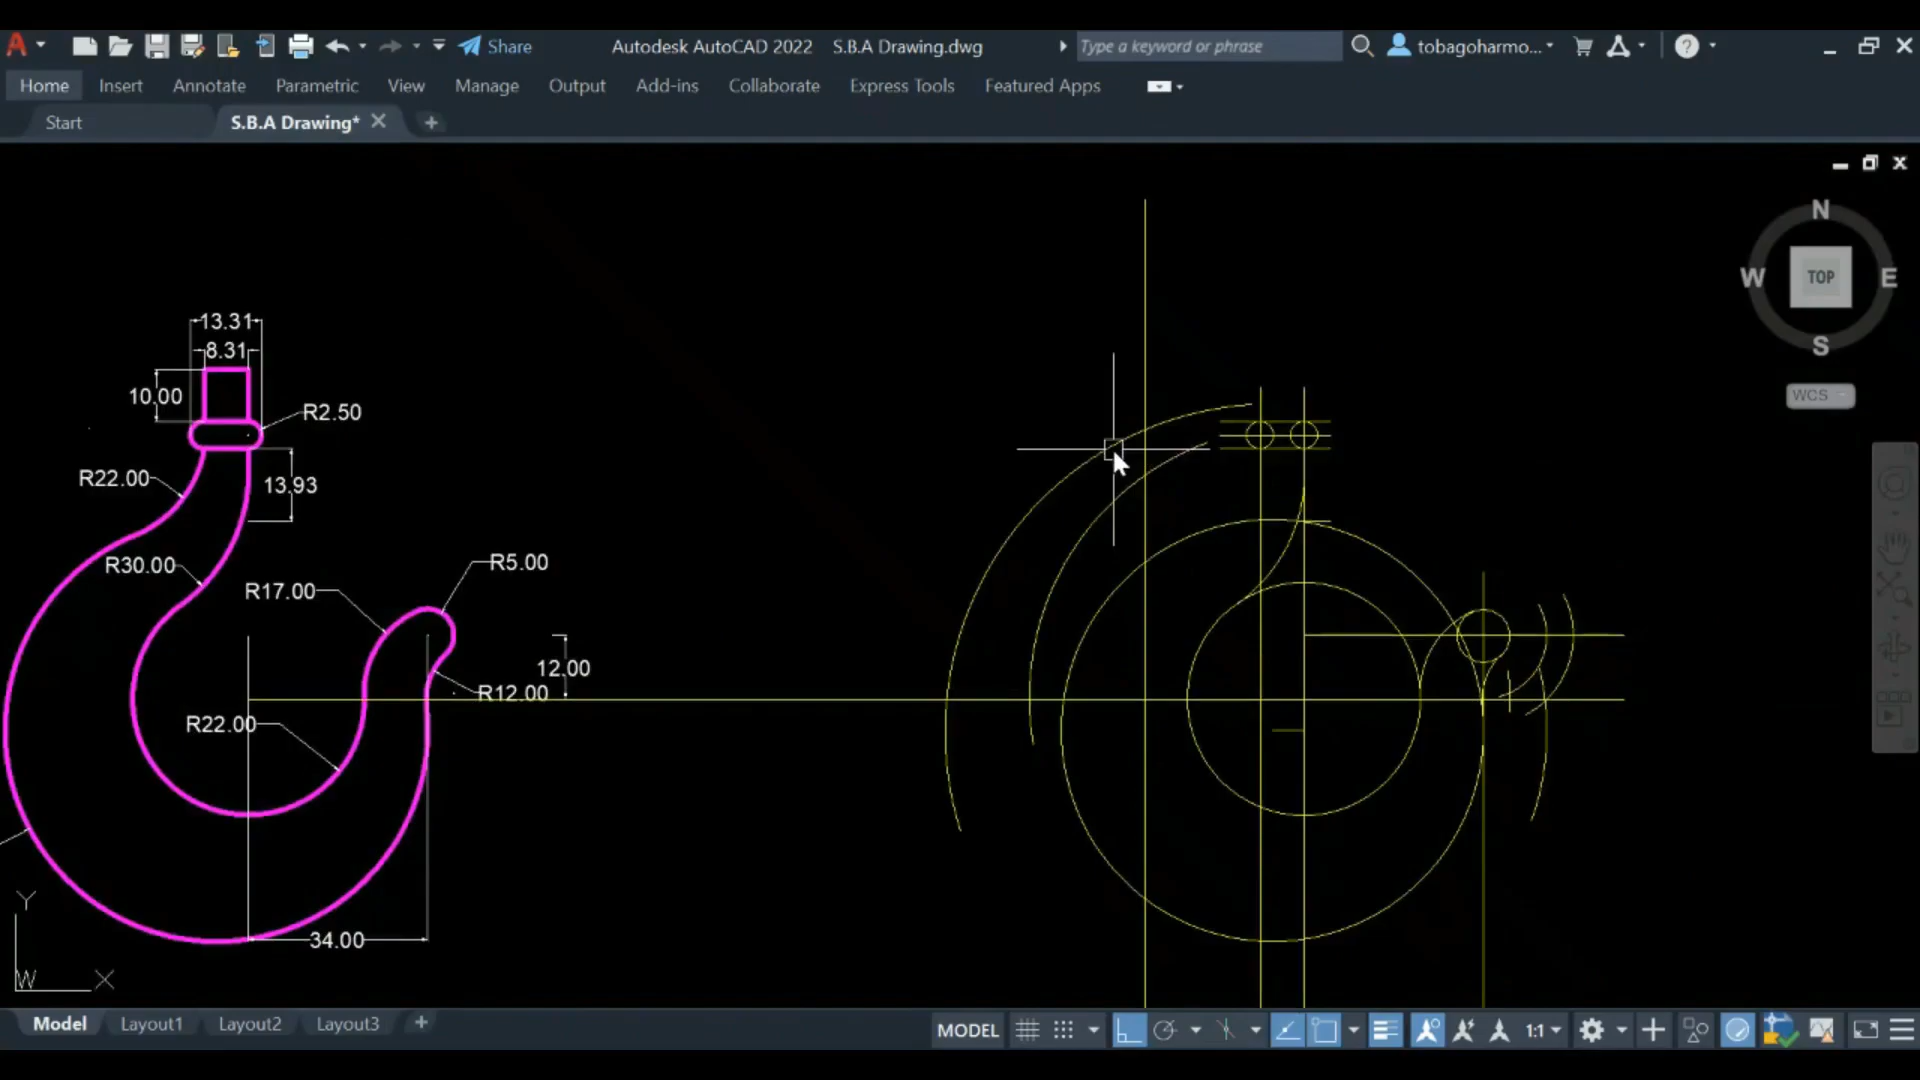 A Share Autodesk AutoCAD 2022 S.B.A Drawing.dwg Type a keyword or phrase tobagoharmo... ?
Home Insert Annotate Parametric View Manage Output Add-ins Collaborate Express Tools Featured Apps
Start S.B.A Drawing*
N
W TOP E
S
WCS
13.31
8.31
10.00
R2.50
R22.00
13.93
R30.00
R17.00
R5.00
12.00
R12.00
R22.00
34.00
Y
W X
Model Layout1 Layout2 Layout3 + MODEL 1:1